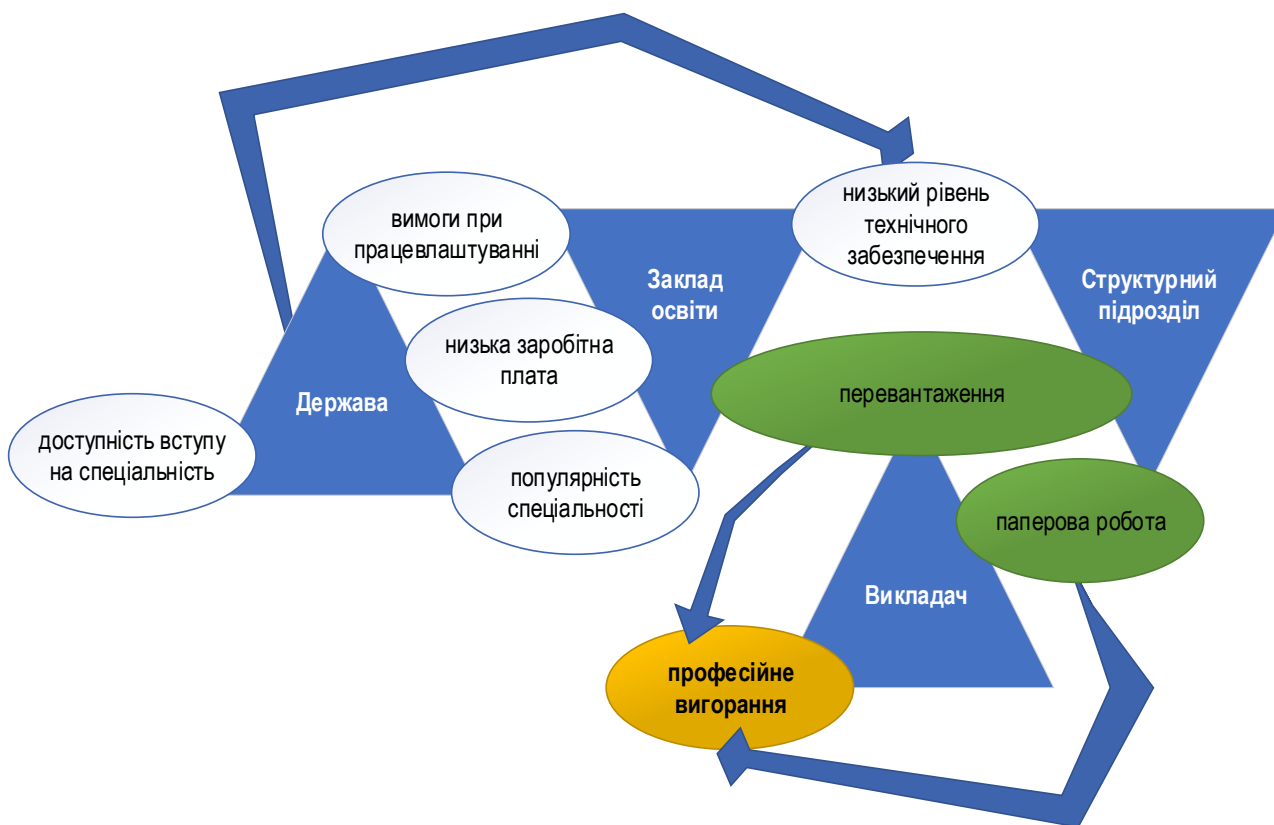 вимоги при
працевлаштуванні
низький рівень
технічного
забезпечення
Заклад
освіти
Структурний
підрозділ
низька заробітна
плата
перевантаження
Держава
доступність вступу
на спеціальність
популярність
спеціальності
паперова робота
Викладач
професійне
вигорання